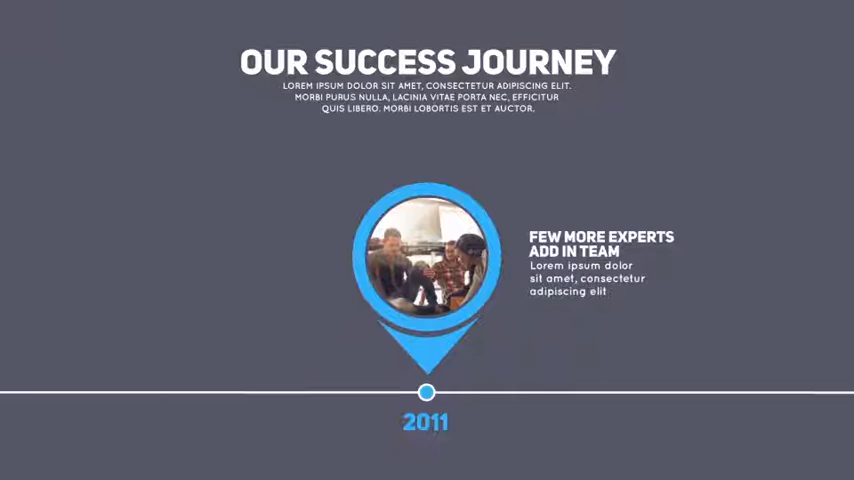 OUR SUCCESS JOURNEY
LOREM IPSUM DOLOR SIT AMET, CONSECTETUR ADIPISCING ELIT.
MORBI PURUS NULLA, LACINIA VITAE PORTA NEC, EFFICITUR
QUIS LIBERO. MORBI LOBORTIS EST ET AUCTOR.
FEW MORE EXPERTS
ADD IN TEAM
Lorem ipsum dolor
sit amet, consectetur
adipiscing elit
2011